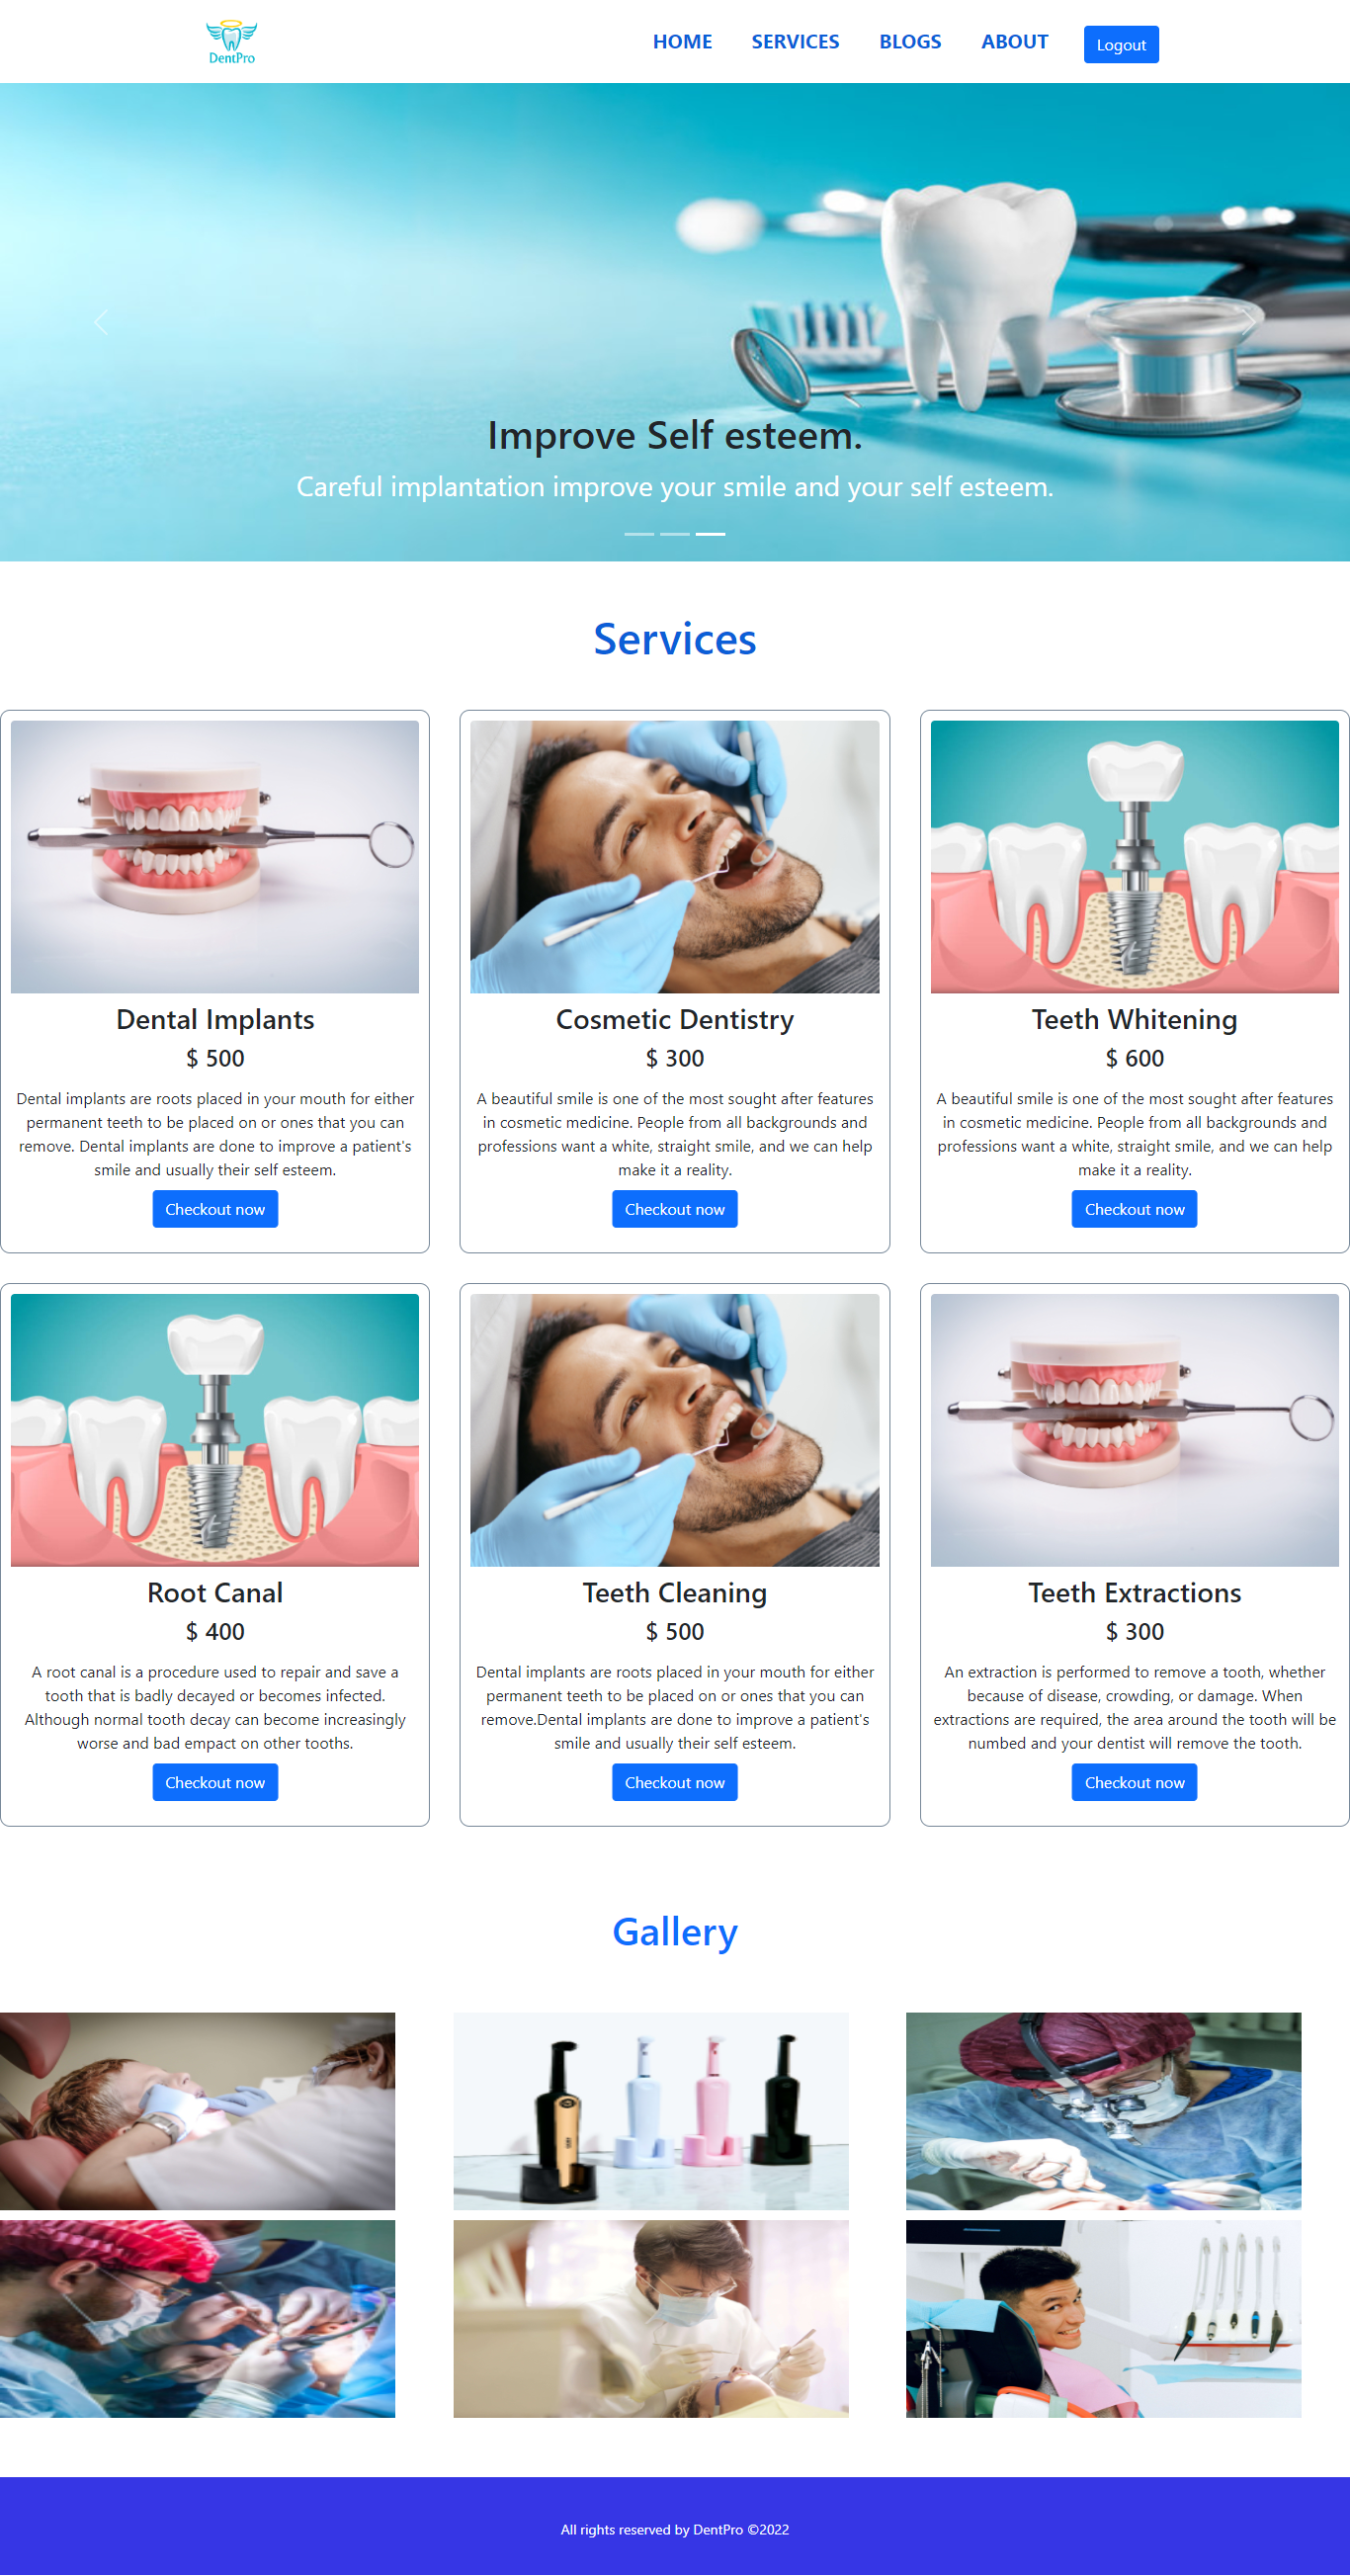 DentPro
HOME SERVICES BLOGS ABOUT Logout
Improve Self esteem.
Careful implantation improve your smile and your self esteem.
Services
Dental Implants
$ 500
Dental implants are roots placed in your mouth for either
permanent teeth to be placed on or ones that you can
remove. Dental implants are done to improve a patient's
smile and usually their self esteem.
Checkout now
Cosmetic Dentistry
$ 300
A beautiful smile is one of the most sought after features
in cosmetic medicine. People from all backgrounds and
professions want a white, straight smile, and we can help
make it a reality.
Checkout now
Teeth Whitening
$ 600
A beautiful smile is one of the most sought after features
in cosmetic medicine. People from all backgrounds and
professions want a white, straight smile, and we can help
make it a reality.
Checkout now
Root Canal
$ 400
A root canal is a procedure used to repair and save a
tooth that is badly decayed or becomes infected.
Although normal tooth decay can become increasingly
worse and bad empact on other tooths.
Checkout now
Teeth Cleaning
$ 500
Dental implants are roots placed in your mouth for either
permanent teeth to be placed on or ones that you can
remove.Dental implants are done to improve a patient's
smile and usually their self esteem.
Checkout now
Teeth Extractions
$ 300
An extraction is performed to remove a tooth, whether
because of disease, crowding, or damage. When
extractions are required, the area around the tooth will be
numbed and your dentist will remove the tooth.
Checkout now
Gallery
All rights reserved by DentPro ©2022